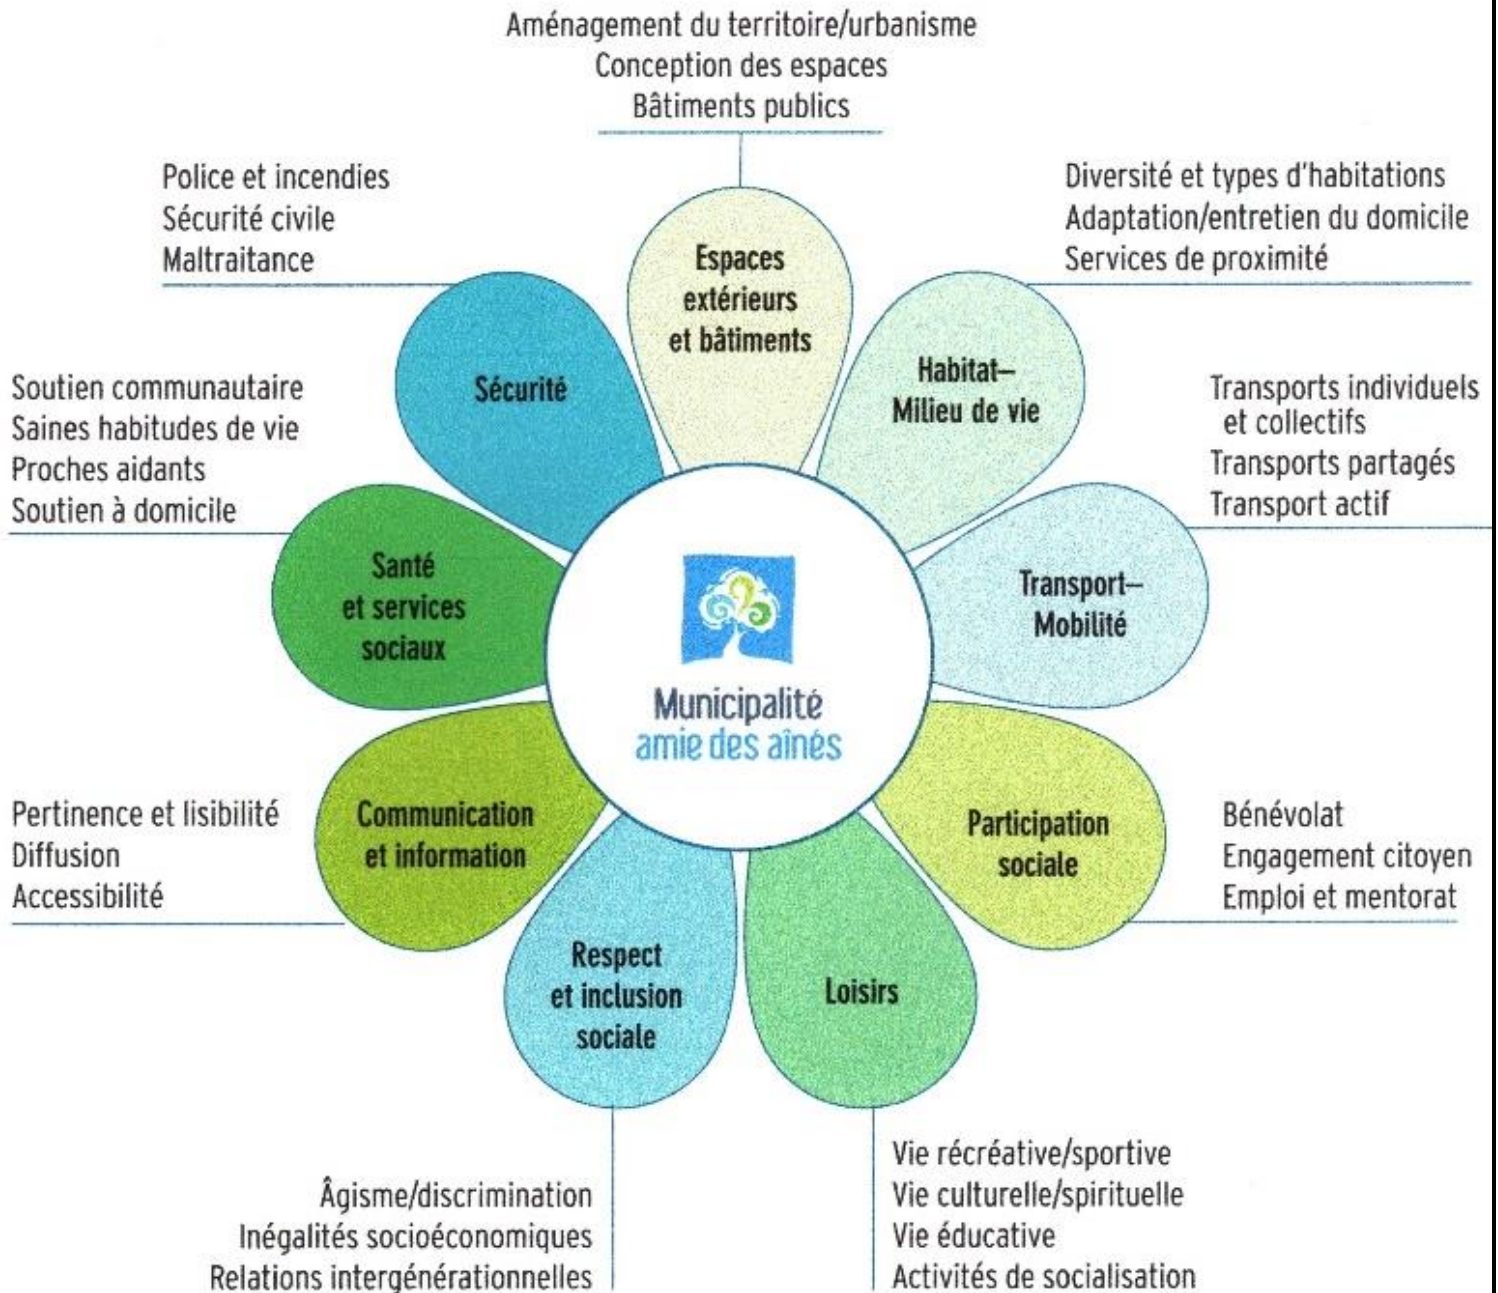 Aménagement du territoire/urbanisme
Conception des espaces
Bâtiments publics
Police et incendies
Sécurité civile
Maltraitance
Diversité et types d'habitations
Adaptation/entretien du domicile
Services de proximité
Espaces
extérieurs
et bâtiments
Sécurité
Habitat–
Milieu de vie
Soutien communautaire
Saines habitudes de vie
Proches aidants
Soutien à domicile
Transports individuels
et collectifs
Transports partagés
Transport actif
Santé
et services
sociaux
Transport–
Mobilité
Municipalité
amie des aînés
Pertinence et lisibilité
Diffusion
Accessibilité
Communication
et information
Participation
sociale
Bénévolat
Engagement citoyen
Emploi et mentorat
Respect
et inclusion
sociale
Loisirs
Âgisme/discrimination
Inégalités socioéconomiques
Relations intergénérationnelles
Vie récréative/sportive
Vie culturelle/spirituelle
Vie éducative
Activités de socialisation